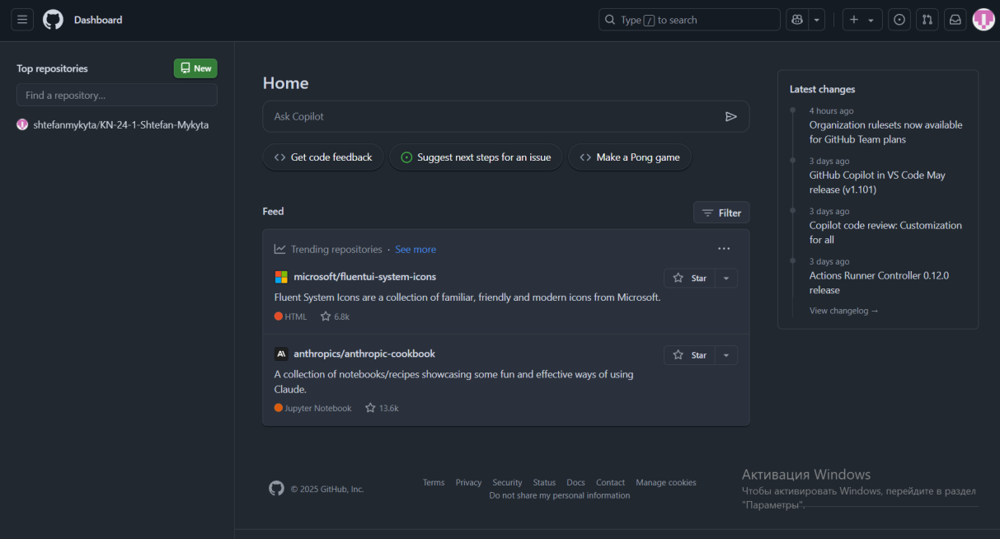 Dashboard
Type / to search
Top repositories
New
Find a repository...
shtefanmykyta/KN-24-1-Shtefan-Mykyta
Home
Ask Copilot
Get code feedback
Suggest next steps for an issue
Make a Pong game
Feed
Filter
Trending repositories · See more
microsoft/fluentui-system-icons
Star
Fluent System Icons are a collection of familiar, friendly and modern icons from Microsoft.
HTML 6.8k
anthropics/anthropic-cookbook
Star
A collection of notebooks/recipes showcasing some fun and effective ways of using
Claude.
Jupyter Notebook 13.6k
Latest changes
4 hours ago
Organization rulesets now available
for GitHub Team plans
3 days ago
GitHub Copilot in VS Code May
release (v1.101)
3 days ago
Copilot code review: Customization
for all
3 days ago
Actions Runner Controller 0.12.0
release
View changelog →
© 2025 GitHub, Inc.
Terms Privacy Security Status Docs Contact Manage cookies
Do not share my personal information
Активация Windows
Чтобы активировать Windows, перейдите в раздел
"Параметры".